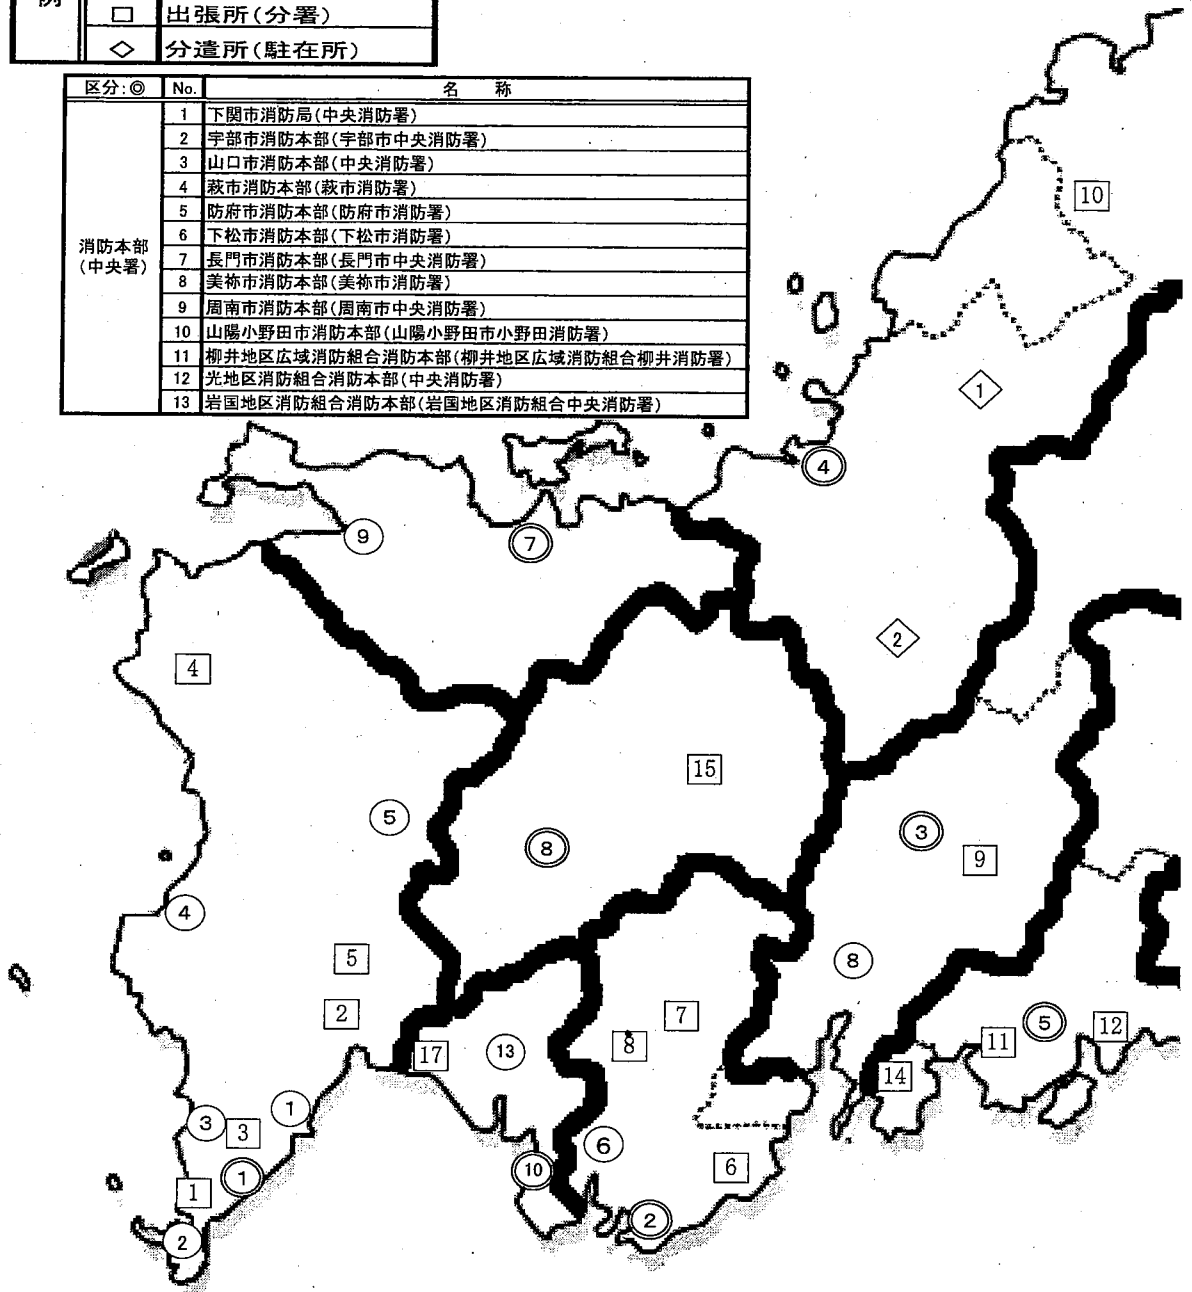 例
□ 出張所(分署)
◇ 分遣所(駐在所)
区分:◎ No. 名 称
消防本部
(中央署)
1 下関市消防局(中央消防署)
2 宇部市消防本部(宇部市中央消防署)
3 山口市消防本部(中央消防署)
4 萩市消防本部(萩市消防署)
5 防府市消防本部(防府市消防署)
6 下松市消防本部(下松市消防署)
7 長門市消防本部(長門市中央消防署)
8 美祢市消防本部(美祢市消防署)
9 周南市消防本部(周南市中央消防署)
10 山陽小野田市消防本部(山陽小野田市小野田消防署)
11 柳井地区広域消防組合消防本部(柳井地区広域消防組合柳井消防署)
12 光地区消防組合消防本部(中央消防署)
13 岩国地区消防組合消防本部(岩国地区消防組合中央消防署)
10
1
4
9
7
2
4
15
5
8
3
9
4
5
8
2
7
5
12
17
13
8
11
14
1
3
3
6
10
6
1
1
2
2